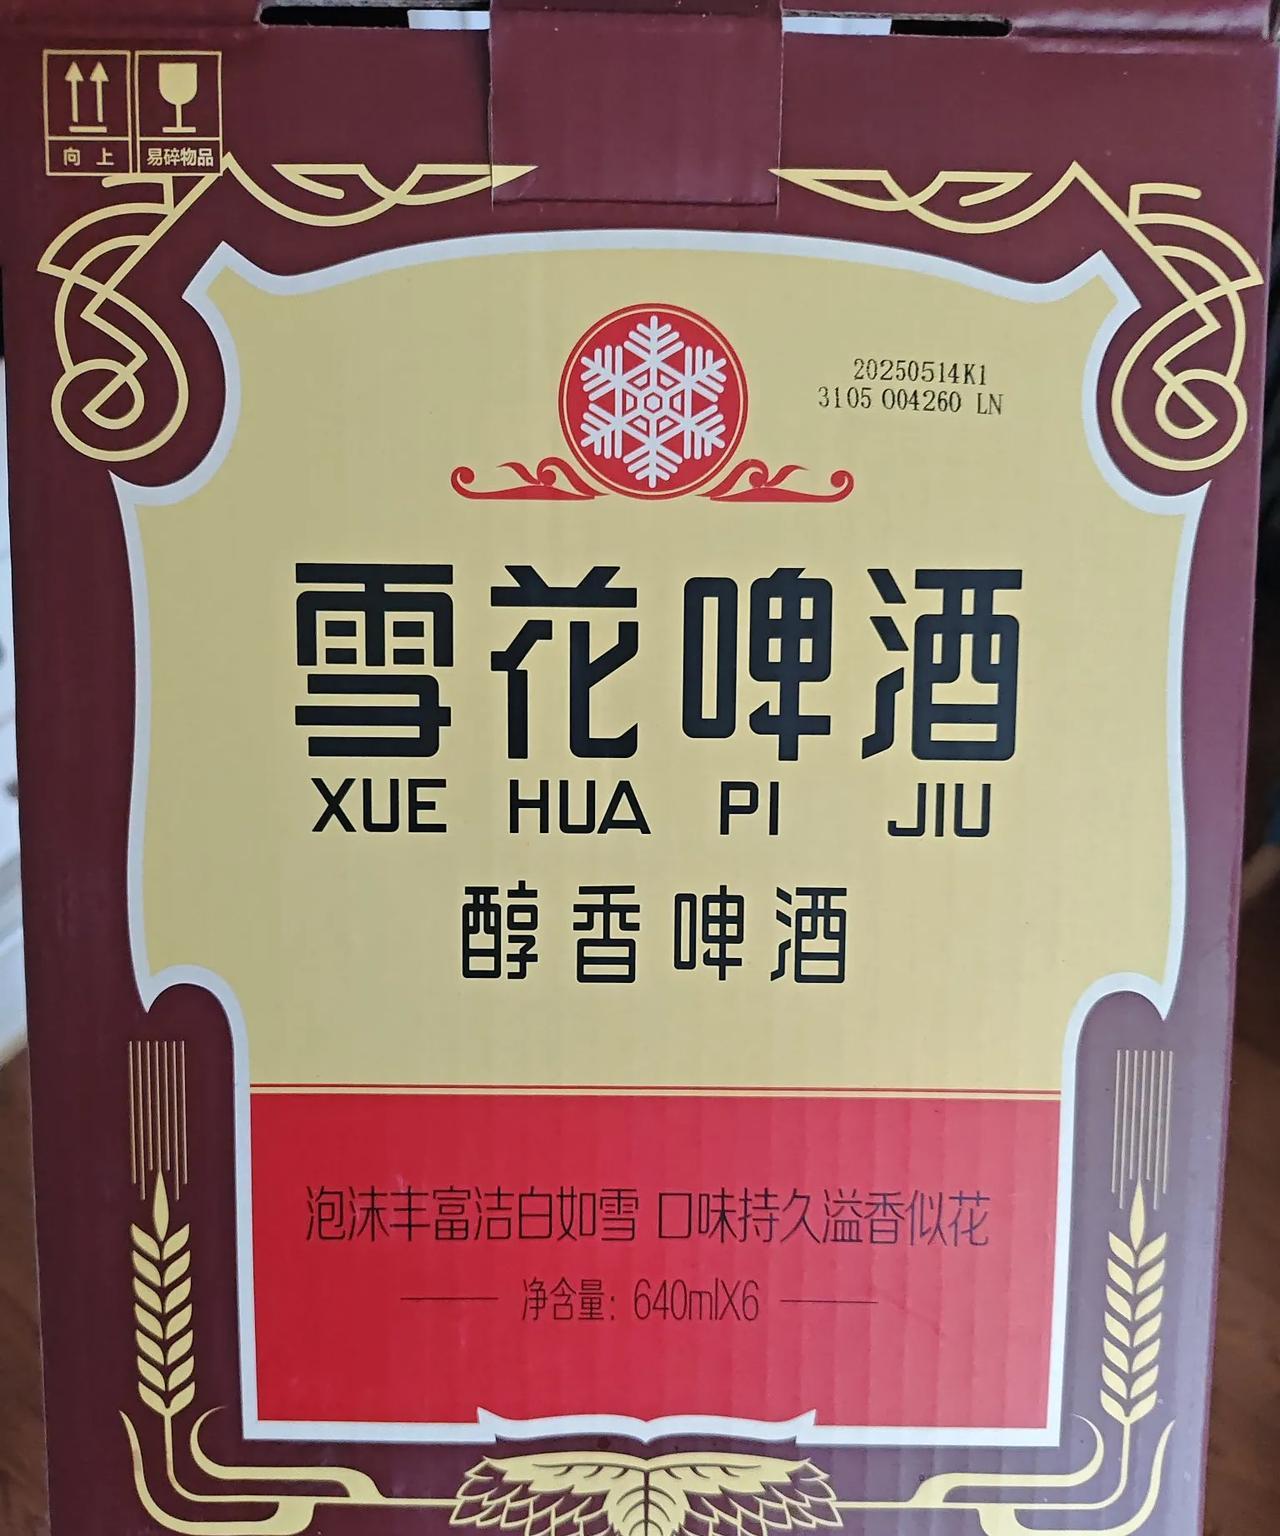 向 上
易碎物品
20250514K1
3105 004260 LN
雪花啤酒
XUE HUA PI JIU
醇香啤酒
泡沫丰富洁白如雪 口味持久溢香似花
净含量: 640mlX6